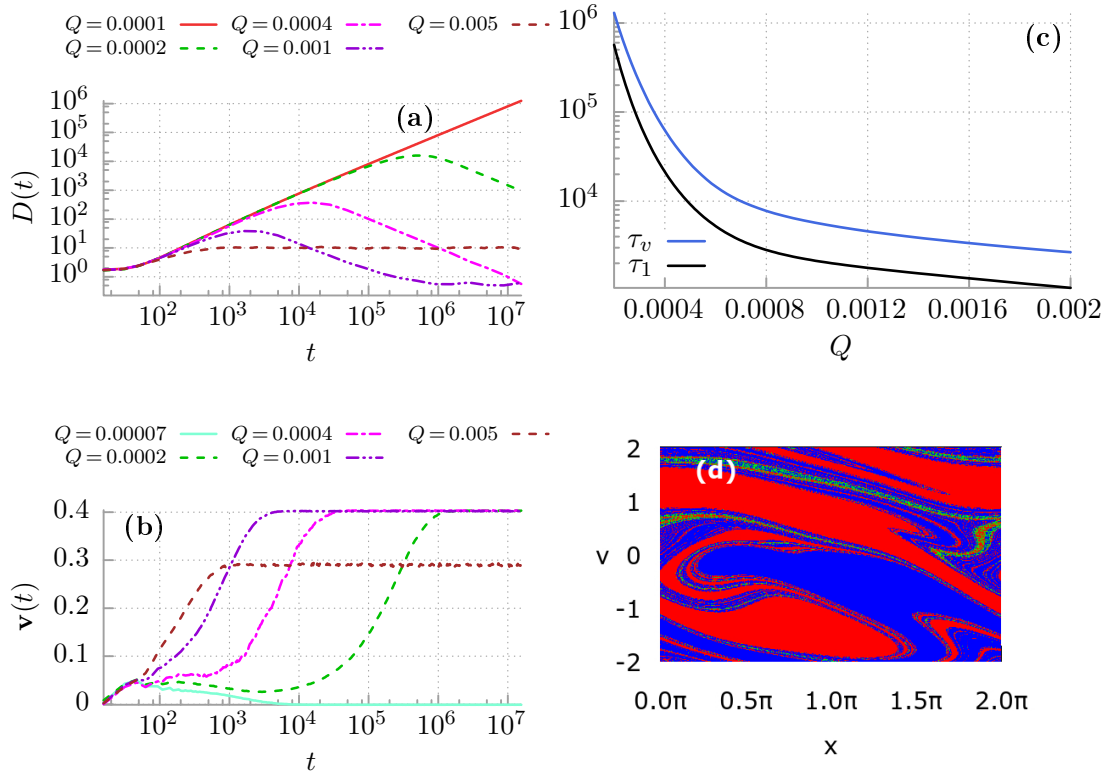 Q = 0.0001 Q = 0.0004 Q = 0.005
Q = 0.0002 Q = 0.001
(a)
D(t)
10^6
10^5
10^4
10^3
10^2
10^1
10^0
10^2 10^3 10^4 10^5 10^6 10^7
t
(c)
10^6
10^5
10^4
τ_v
τ_1
0.0004 0.0008 0.0012 0.0016 0.002
Q
Q = 0.00007 Q = 0.0004 Q = 0.005
Q = 0.0002 Q = 0.001
(b)
v(t)
0.4
0.3
0.2
0.1
0
10^2 10^3 10^4 10^5 10^6 10^7
t
(d)
v
2
1
0
-1
-2
0.0π 0.5π 1.0π 1.5π 2.0π
x